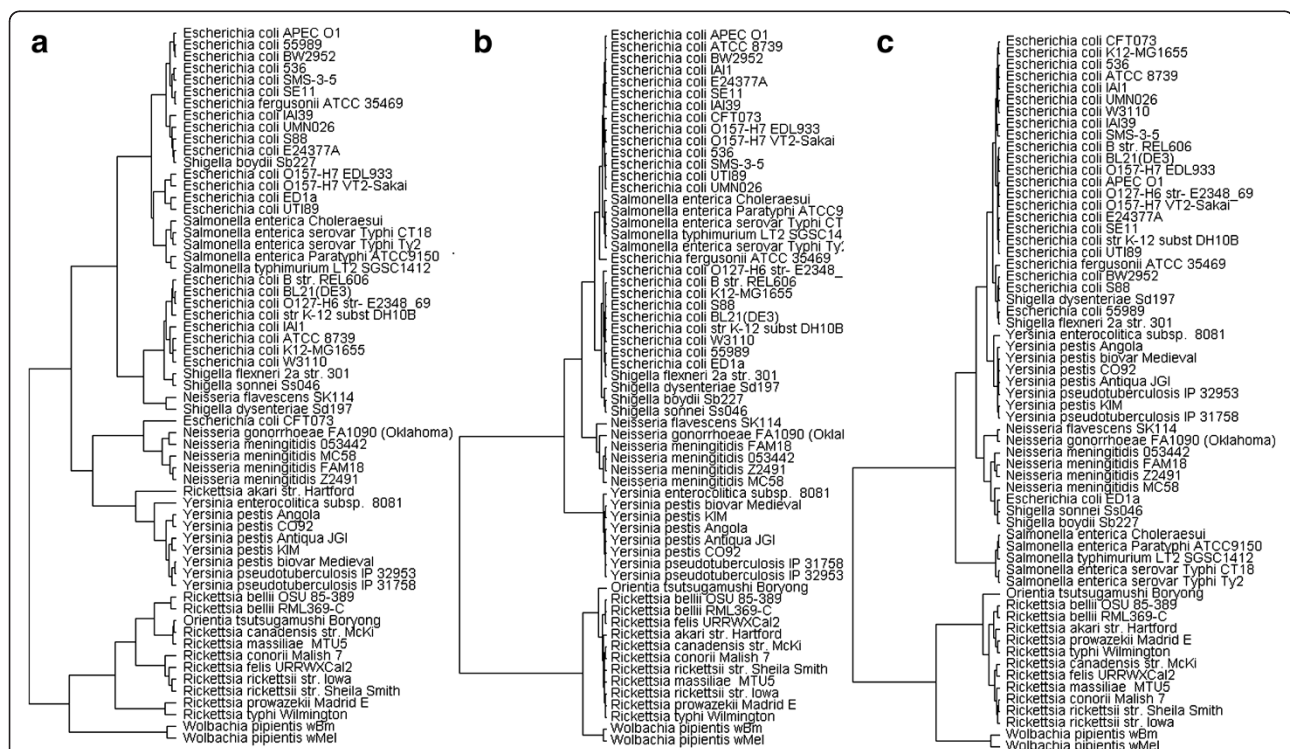 a
Escherichia coli APEC O1
Escherichia coli 55989
Escherichia coli BW2952
Escherichia coli 536
Escherichia coli SMS-3-5
Escherichia coli SE11
Escherichia fergusonii ATCC 35469
Escherichia coli IAI39
Escherichia coli UMN026
Escherichia coli S88
Escherichia coli E24377A
Shigella boydii Sb227
Escherichia coli O157-H7 EDL933
Escherichia coli O157-H7 VT2-Sakai
Escherichia coli ED1a
Escherichia coli UTI89
Salmonella enterica Choleraesui
Salmonella enterica serovar Typhi CT18
Salmonella enterica serovar Typhi Ty2
Salmonella enterica Paratyphi ATCC9150
Salmonella typhimurium LT2 SGSC1412
Escherichia coli B str. REL606
Escherichia coli BL21(DE3)
Escherichia coli O127-H6 str- E2348_69
Escherichia coli str K-12 subst DH10B
Escherichia coli IAI1
Escherichia coli ATCC 8739
Escherichia coli K12-MG1655
Escherichia coli W3110
Shigella flexneri 2a str. 301
Shigella sonnei Ss046
Neisseria flavescens SK114
Shigella dysenteriae Sd197
Escherichia coli CFT073
Neisseria gonorrhoeae FA1090 (Oklahoma)
Neisseria meningitidis 053442
Neisseria meningitidis MC58
Neisseria meningitidis FAM18
Neisseria meningitidis Z2491
Rickettsia akari str. Hartford
Yersinia enterocolitica subsp. 8081
Yersinia pestis Angola
Yersinia pestis CO92
Yersinia pestis Antiqua JGI
Yersinia pestis KIM
Yersinia pestis biovar Medieval
Yersinia pseudotuberculosis IP 32953
Yersinia pseudotuberculosis IP 31758
Rickettsia bellii OSU 85-389
Rickettsia bellii RML369-C
Orientia tsutsugamushi Boryong
Rickettsia canadensis str. McKi
Rickettsia massiliae MTU5
Rickettsia conorii Malish 7
Rickettsia felis URRWXCal2
Rickettsia rickettsii str. Iowa
Rickettsia rickettsii str. Sheila Smith
Rickettsia prowazekii Madrid E
Rickettsia typhi Wilmington
Wolbachia pipientis wBm
Wolbachia pipientis wMel
b
Escherichia coli APEC O1
Escherichia coli ATCC 8739
Escherichia coli BW2952
Escherichia coli IAI1
Escherichia coli E24377A
Escherichia coli SE11
Escherichia coli IAI39
Escherichia coli CFT073
Escherichia coli O157-H7 EDL933
Escherichia coli O157-H7 VT2-Sakai
Escherichia coli 536
Escherichia coli SMS-3-5
Escherichia coli UTI89
Escherichia coli UMN026
Salmonella enterica Choleraesui
Salmonella enterica Paratyphi ATCC9
Salmonella enterica serovar Typhi CT
Salmonella typhimurium LT2 SGSC14
Salmonella enterica serovar Typhi Ty2
Escherichia fergusonii ATCC 35469
Escherichia coli O127-H6 str- E2348_
Escherichia coli B str. REL606
Escherichia coli K12-MG1655
Escherichia coli S88
Escherichia coli BL21(DE3)
Escherichia coli str K-12 subst DH10B
Escherichia coli W3110
Escherichia coli 55989
Escherichia coli ED1a
Shigella flexneri 2a str. 301
Shigella dysenteriae Sd197
Shigella boydii Sb227
Shigella sonnei Ss046
Neisseria flavescens SK114
Neisseria gonorrhoeae FA1090 (Okl
Neisseria meningitidis FAM18
Neisseria meningitidis 053442
Neisseria meningitidis Z2491
Neisseria meningitidis MC58
Yersinia enterocolitica subsp. 8081
Yersinia pestis biovar Medieval
Yersinia pestis KIM
Yersinia pestis Angola
Yersinia pestis Antiqua JGI
Yersinia pestis CO92
Yersinia pseudotuberculosis IP 31758
Yersinia pseudotuberculosis IP 32953
Orientia tsutsugamushi Boryong
Rickettsia bellii OSU 85-389
Rickettsia bellii RML369-C
Rickettsia felis URRWXCal2
Rickettsia akari str. Hartford
Rickettsia canadensis str. McKi
Rickettsia conorii Malish 7
Rickettsia rickettsii str. Sheila Smith
Rickettsia massiliae MTU5
Rickettsia rickettsii str. Iowa
Rickettsia prowazekii Madrid E
Rickettsia typhi Wilmington
Wolbachia pipientis wBm
Wolbachia pipientis wMel
c
Escherichia coli CFT073
Escherichia coli K12-MG1655
Escherichia coli 536
Escherichia coli ATCC 8739
Escherichia coli IAI1
Escherichia coli UMN026
Escherichia coli W3110
Escherichia coli IAI39
Escherichia coli SMS-3-5
Escherichia coli B str. REL606
Escherichia coli BL21(DE3)
Escherichia coli O157-H7 EDL933
Escherichia coli APEC O1
Escherichia coli O127-H6 str- E2348_69
Escherichia coli O157-H7 VT2-Sakai
Escherichia coli E24377A
Escherichia coli SE11
Escherichia coli str K-12 subst DH10B
Escherichia coli UTI89
Escherichia fergusonii ATCC 35469
Escherichia coli BW2952
Escherichia coli S88
Shigella dysenteriae Sd197
Escherichia coli 55989
Shigella flexneri 2a str. 301
Yersinia enterocolitica subsp. 8081
Yersinia pestis Angola
Yersinia pestis biovar Medieval
Yersinia pestis CO92
Yersinia pestis Antiqua JGI
Yersinia pseudotuberculosis IP 32953
Yersinia pestis KIM
Yersinia pseudotuberculosis IP 31758
Neisseria flavescens SK114
Neisseria gonorrhoeae FA1090 (Oklahoma)
Neisseria meningitidis 053442
Neisseria meningitidis FAM18
Neisseria meningitidis Z2491
Neisseria meningitidis MC58
Escherichia coli ED1a
Shigella sonnei Ss046
Shigella boydii Sb227
Salmonella enterica Choleraesui
Salmonella enterica Paratyphi ATCC9150
Salmonella typhimurium LT2 SGSC1412
Salmonella enterica serovar Typhi CT18
Salmonella enterica serovar Typhi Ty2
Orientia tsutsugamushi Boryong
Rickettsia bellii OSU 85-389
Rickettsia bellii RML369-C
Rickettsia akari str. Hartford
Rickettsia prowazekii Madrid E
Rickettsia typhi Wilmington
Rickettsia canadensis str. McKi
Rickettsia felis URRWXCal2
Rickettsia massiliae MTU5
Rickettsia conorii Malish 7
Rickettsia rickettsii str. Sheila Smith
Rickettsia rickettsii str. Iowa
Wolbachia pipientis wBm
Wolbachia pipientis wMel